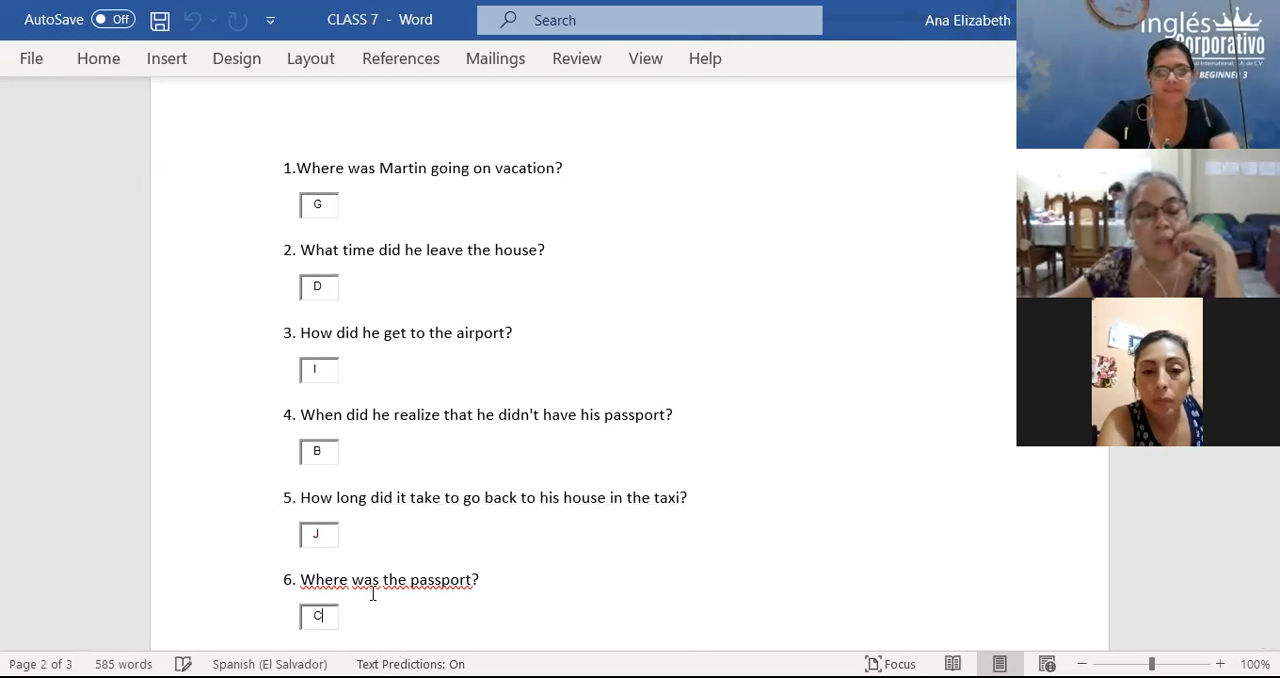 AutoSave Off CLASS 7 - Word Search Ana Elizabeth
File Home Insert Design Layout References Mailings Review View Help
inglés
Corporativo
BEGINNER 3
1.Where was Martin going on vacation?
G
2. What time did he leave the house?
D
3. How did he get to the airport?
I
4. When did he realize that he didn't have his passport?
B
5. How long did it take to go back to his house in the taxi?
J
6. Where was the passport?
C
Page 2 of 3 585 words Spanish (El Salvador) Text Predictions: On Focus 100%